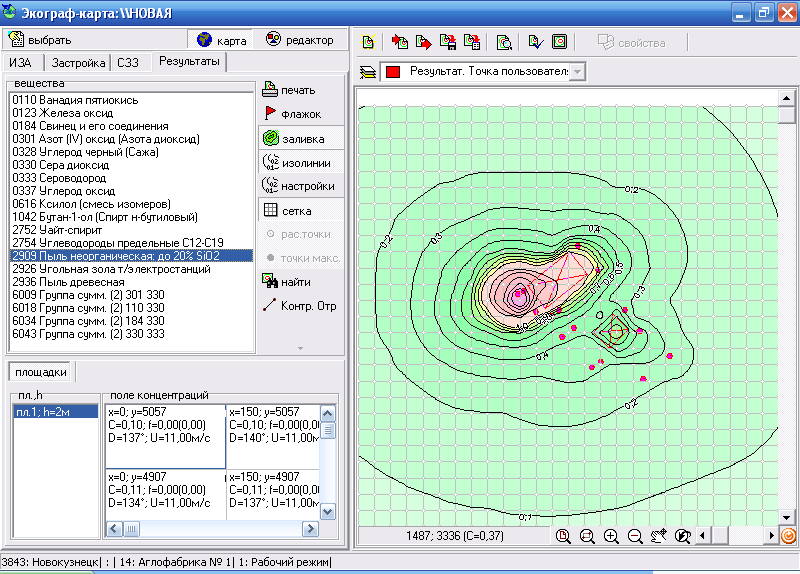 Экограф-карта:\\НОВАЯ
выбрать
карта
редактор
свойства
ИЗА
Застройка
СЗЗ
Результаты
Результат. Точка пользовател
вещества
0110 Ванадия пятиокись
0123 Железа оксид
0184 Свинец и его соединения
0301 Азот (IV) оксид (Азота диоксид)
0328 Углерод черный (Сажа)
0330 Сера диоксид
0333 Сероводород
0337 Углерод оксид
0616 Ксилол (смесь изомеров)
1042 Бутан-1-ол (Спирт н-бутиловый)
2752 Уайт-спирит
2754 Углеводороды предельные С12-С19
2909 Пыль неорганическая: до 20% SiO2
2926 Угольная зола т/электростанций
2936 Пыль древесная
6009 Группа сумм. (2) 301 330
6018 Группа сумм. (2) 110 330
6034 Группа сумм. (2) 184 330
6043 Группа сумм. (2) 330 333
печать
флажок
заливка
изолинии
настройки
сетка
рас.точки
точки макс.
найти
Контр. Отр
0,2
0,2
0,3
0,4
0,5
0,6
0,3
0,4
0,2
0,1
площадки
пл.,h
пл.1; h=2м
поле концентраций
x=0; y=5057
C=0,10; f=0,00(0,00)
D=137°; U=11,00м/с
x=150; y=5057
C=0,10; f=0,00(0,00)
D=140°; U=11,00м
x=0; y=4907
C=0,11; f=0,00(0,00)
D=134°; U=11,00м/с
x=150; y=4907
C=0,11; f=0,00(0,00)
D=137°; U=11,00м
1487; 3336 (C=0,37)
3843: Новокузнецк| : | 14: Аглофабрика № 1| 1: Рабочий режим|